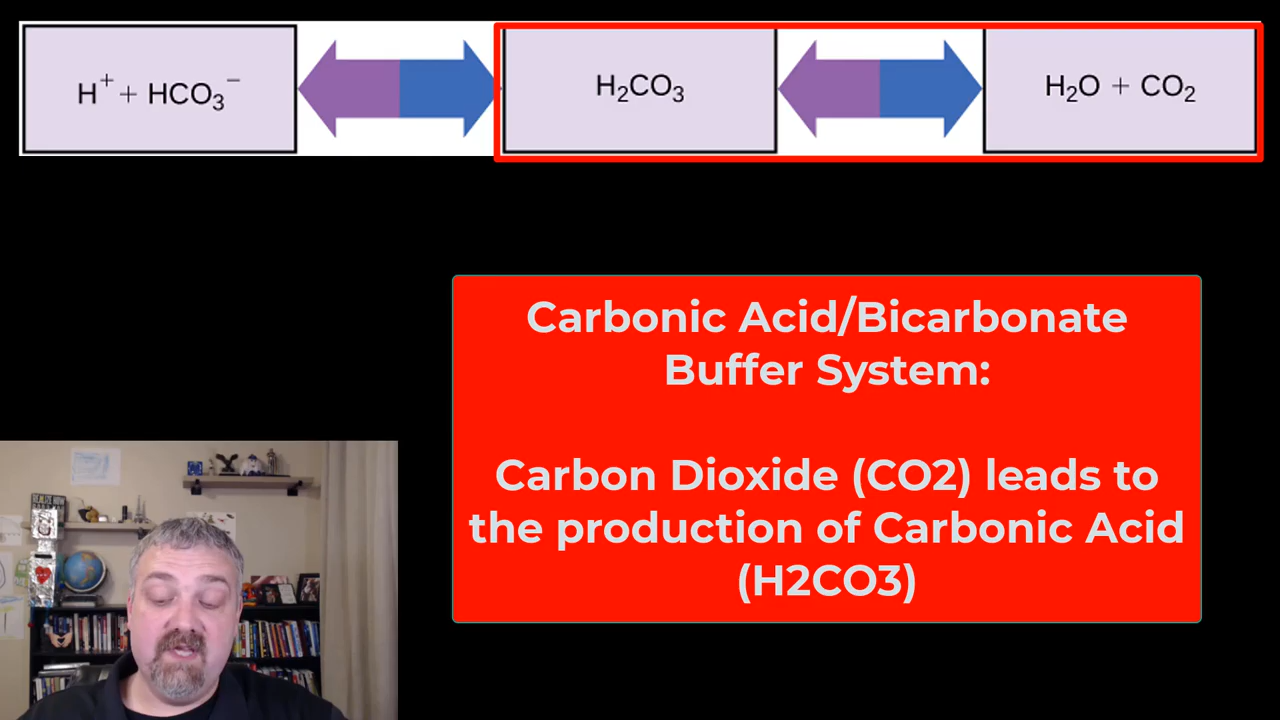 H⁺ + HCO₃⁻
H₂CO₃
H₂O + CO₂
Carbonic Acid/Bicarbonate
Buffer System:
Carbon Dioxide (CO2) leads to
the production of Carbonic Acid
(H2CO3)